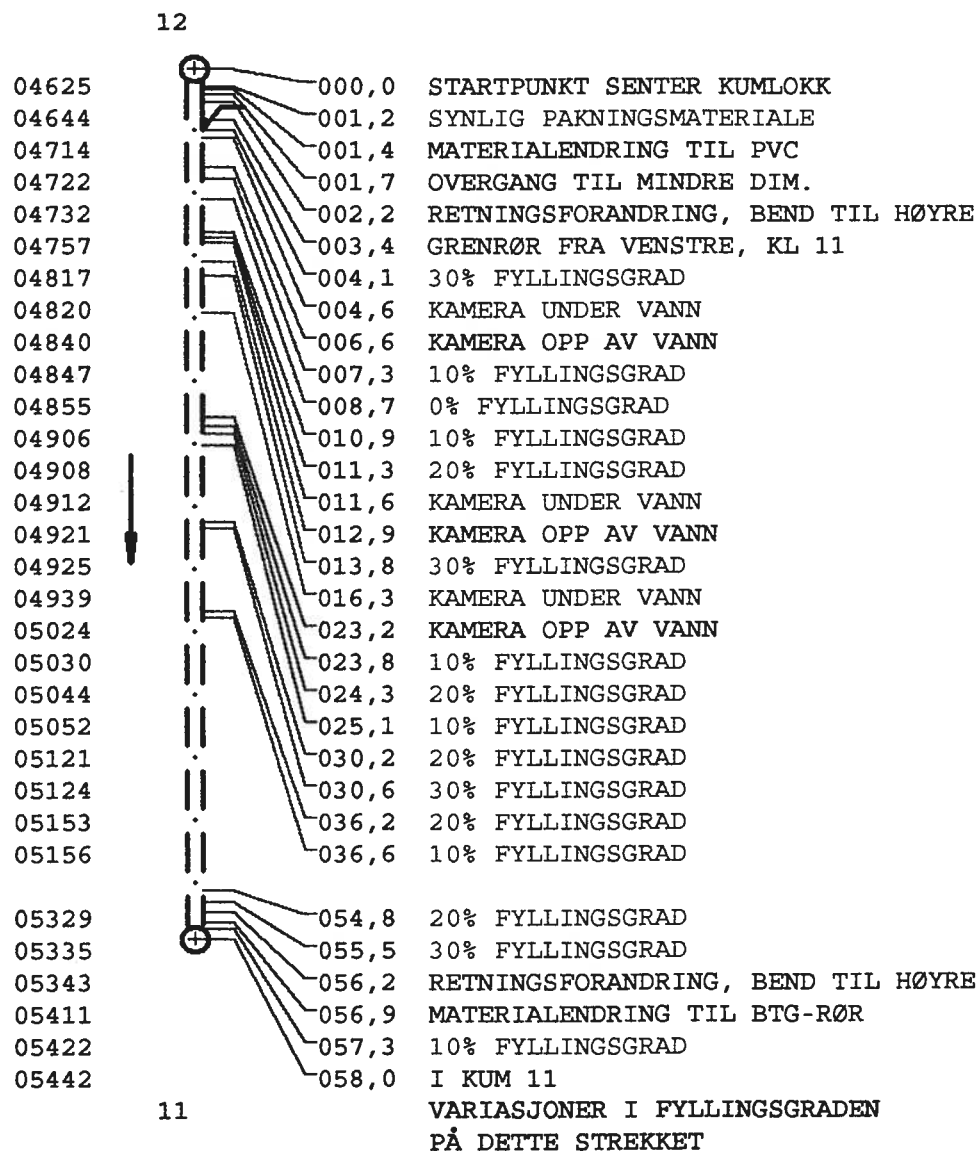 12
04625 000,0 STARTPUNKT SENTER KUMLOKK
04644 001,2 SYNLIG PAKNINGSMATERIALE
04714 001,4 MATERIALENDRING TIL PVC
04722 001,7 OVERGANG TIL MINDRE DIM.
04732 002,2 RETNINGSFORANDRING, BEND TIL HØYRE
04757 003,4 GRENRØR FRA VENSTRE, KL 11
04817 004,1 30% FYLLINGSGRAD
04820 004,6 KAMERA UNDER VANN
04840 006,6 KAMERA OPP AV VANN
04847 007,3 10% FYLLINGSGRAD
04855 008,7 0% FYLLINGSGRAD
04906 010,9 10% FYLLINGSGRAD
04908 011,3 20% FYLLINGSGRAD
04912 011,6 KAMERA UNDER VANN
04921 012,9 KAMERA OPP AV VANN
04925 013,8 30% FYLLINGSGRAD
04939 016,3 KAMERA UNDER VANN
05024 023,2 KAMERA OPP AV VANN
05030 023,8 10% FYLLINGSGRAD
05044 024,3 20% FYLLINGSGRAD
05052 025,1 10% FYLLINGSGRAD
05121 030,2 20% FYLLINGSGRAD
05124 030,6 30% FYLLINGSGRAD
05153 036,2 20% FYLLINGSGRAD
05156 036,6 10% FYLLINGSGRAD
05329 054,8 20% FYLLINGSGRAD
05335 055,5 30% FYLLINGSGRAD
05343 056,2 RETNINGSFORANDRING, BEND TIL HØYRE
05411 056,9 MATERIALENDRING TIL BTG-RØR
05422 057,3 10% FYLLINGSGRAD
05442 058,0 I KUM 11
11 VARIASJONER I FYLLINGSGRADEN
PÅ DETTE STREKKET